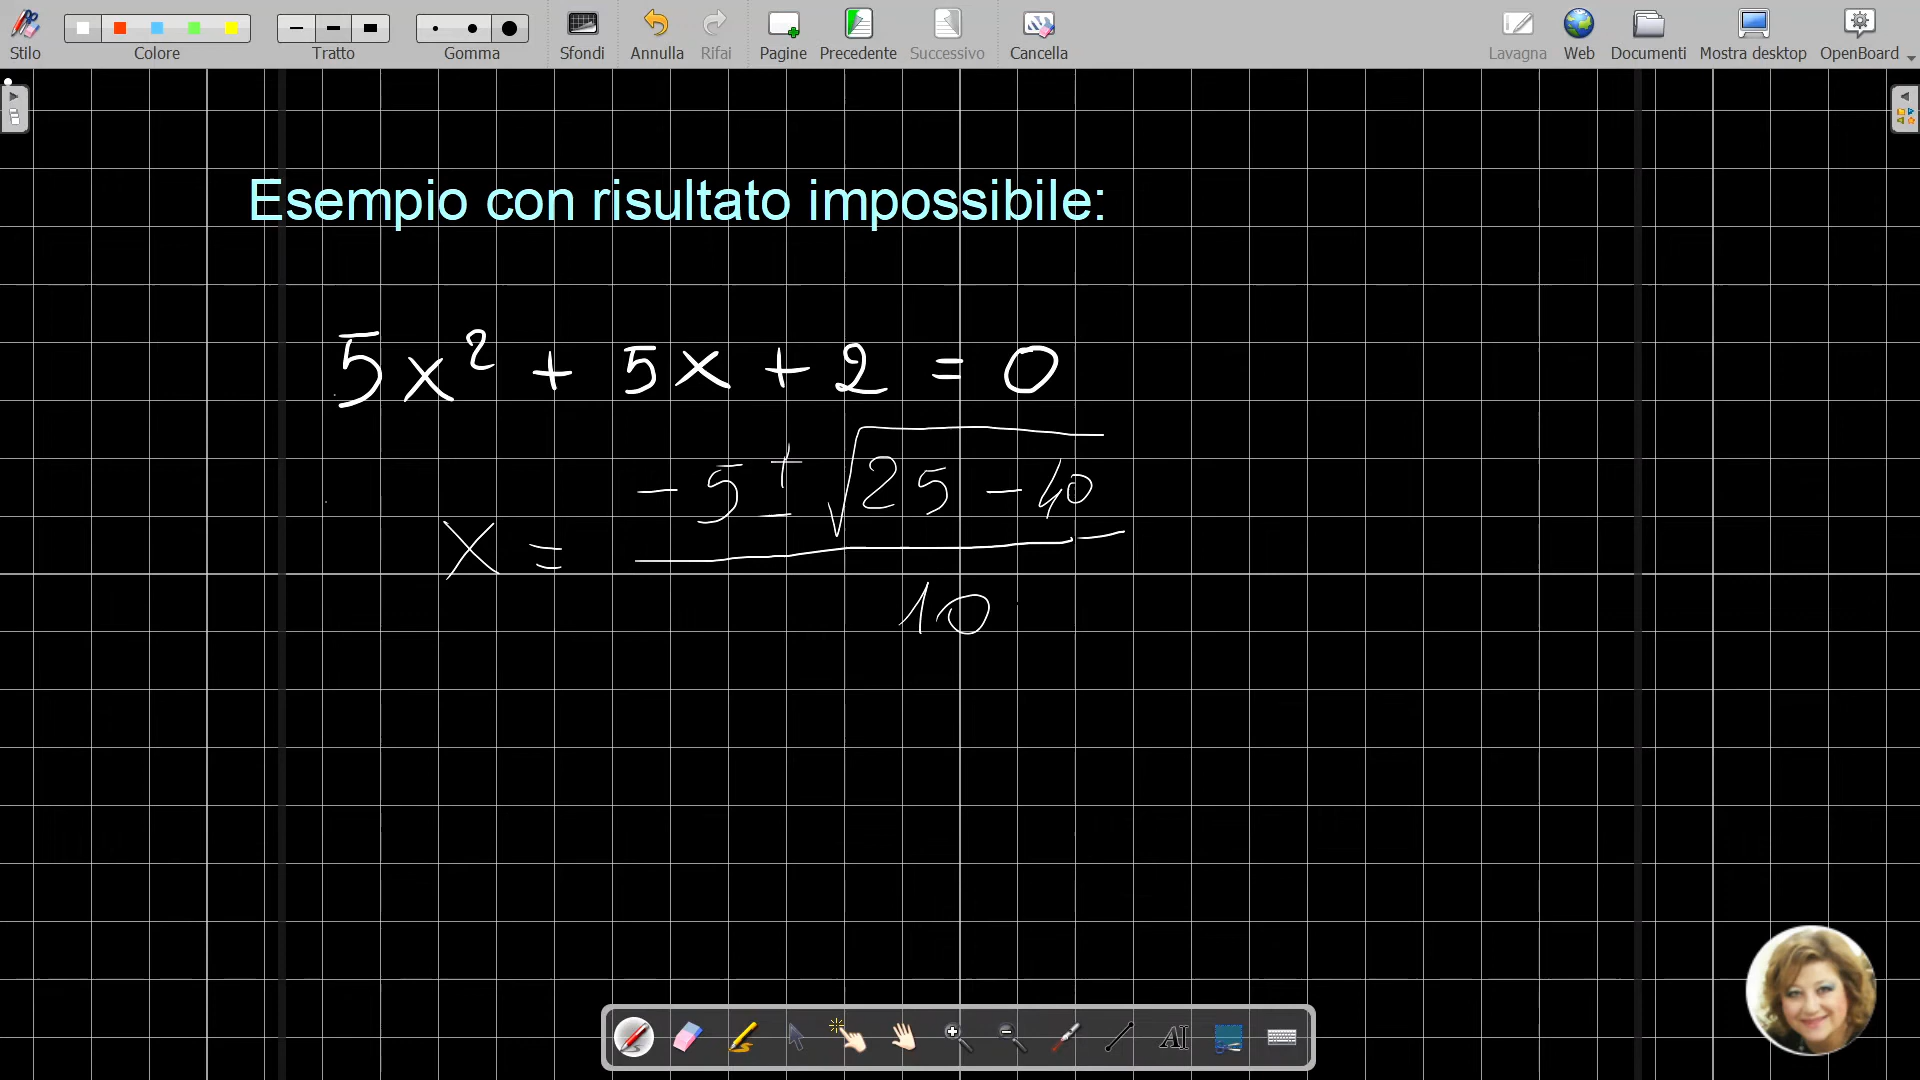 Stilo Colore Tratto Gomma Sfondi Annulla Rifai Pagine Precedente Successivo Cancella Lavagna Web Documenti Mostra desktop OpenBoard
Esempio con risultato impossibile:
5x² + 5x + 2 = 0
x = (-5 ± √25 - 40) / 10
AI